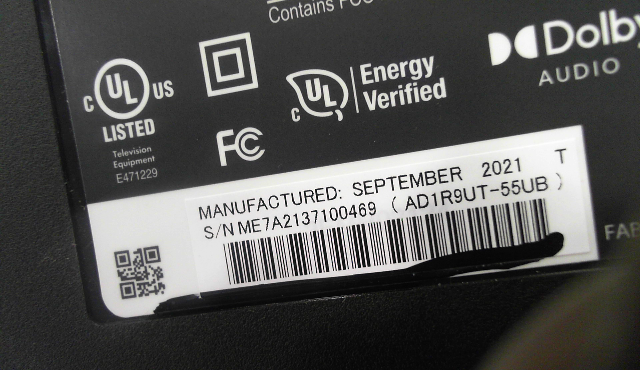 Contains FCC
c UL US
LISTED
Television
Equipment
E471229
FC
c UL
Energy
Verified
Dolby
AUDIO
MANUFACTURED: SEPTEMBER 2021 T
S/N ME7A2137100469 ( AD1R9UT-55UB )
FAB